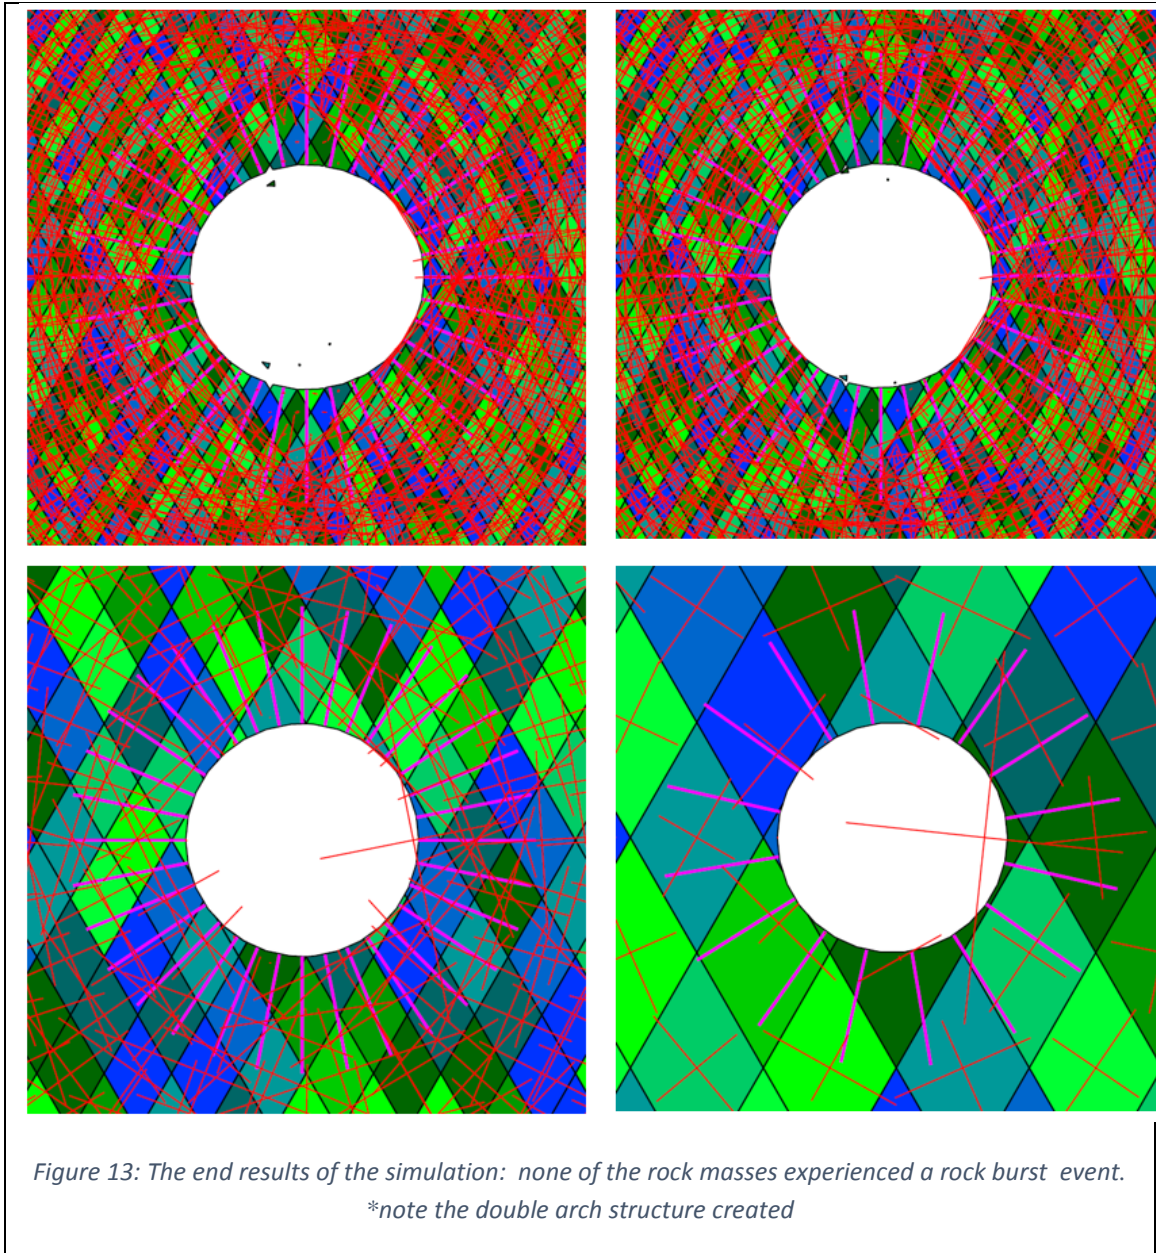 Figure 13: The end results of the simulation: none of the rock masses experienced a rock burst event.
*note the double arch structure created